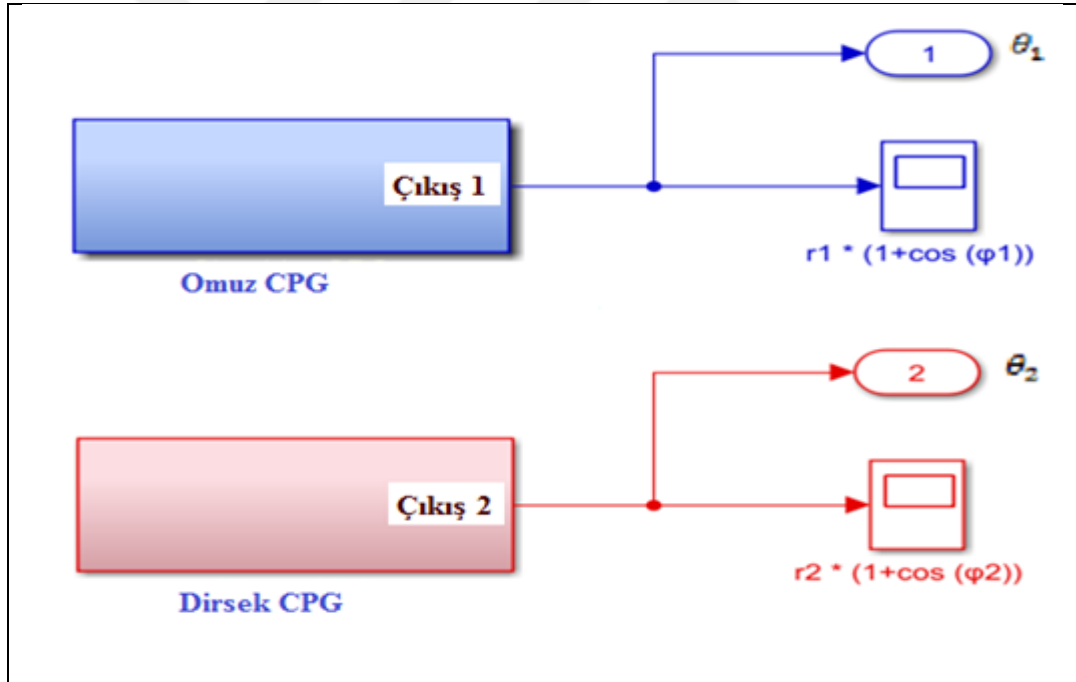 1 θ₁
Çıkış 1
r1 * (1+cos (φ1))
Omuz CPG
2 θ₂
Çıkış 2
r2 * (1+cos (φ2))
Dirsek CPG